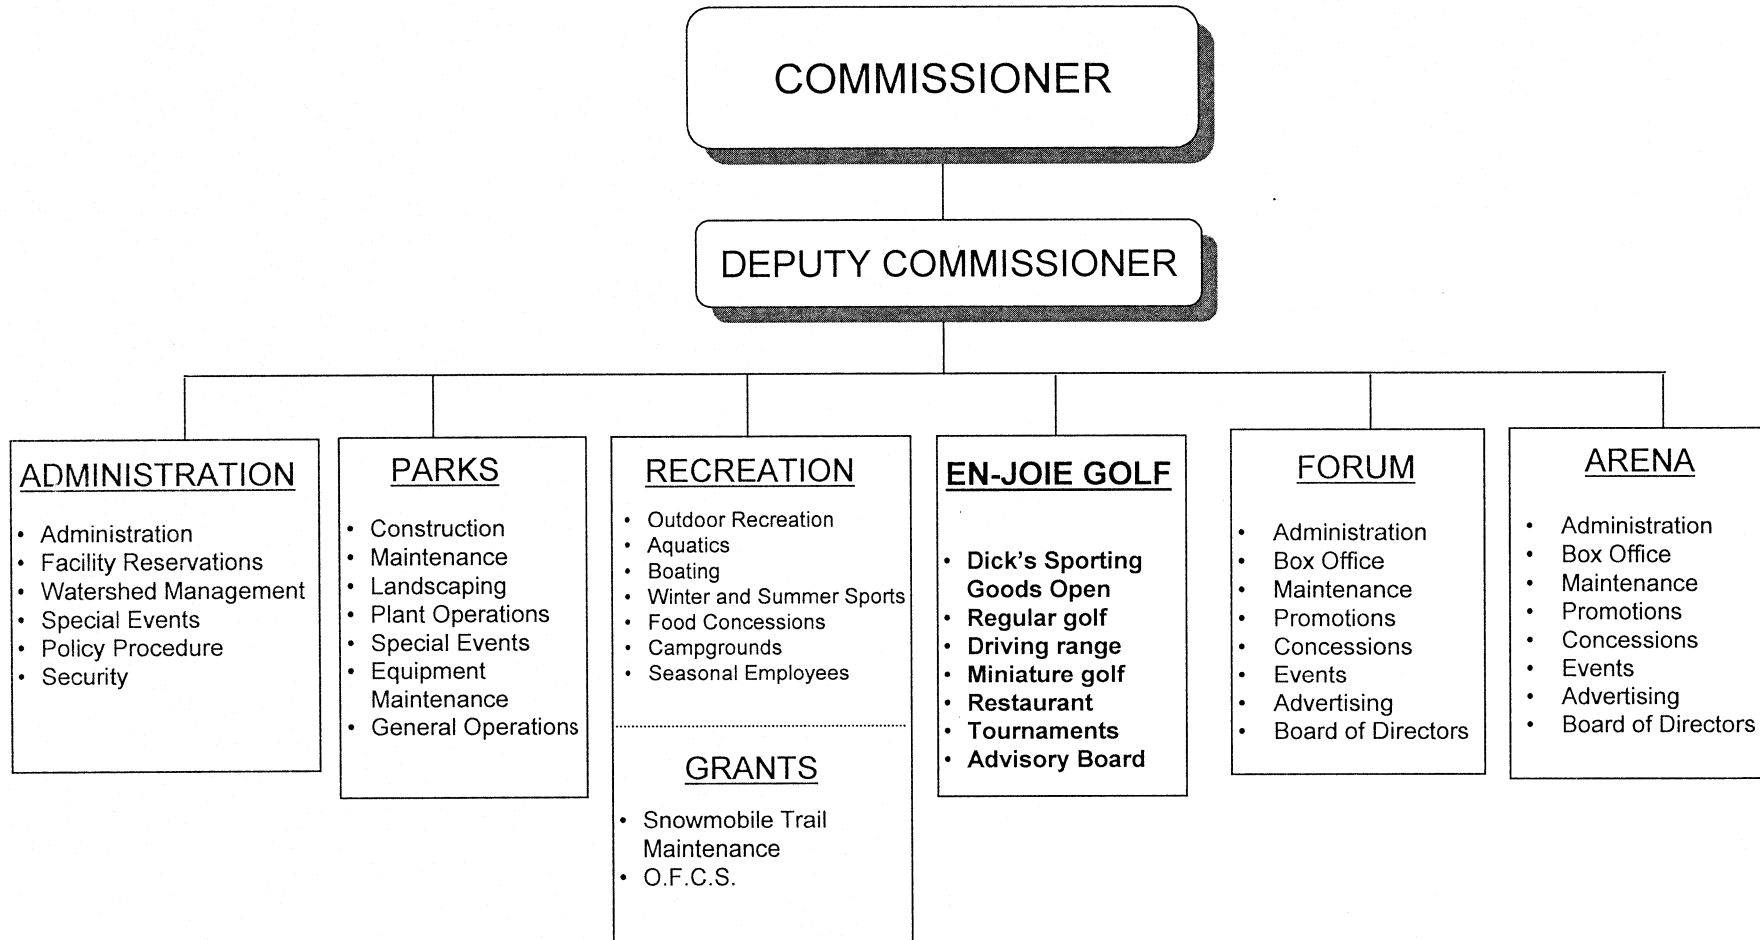 COMMISSIONER
DEPUTY COMMISSIONER
ADMINISTRATION
• Administration
• Facility Reservations
• Watershed Management
• Special Events
• Policy Procedure
• Security
PARKS
• Construction
• Maintenance
• Landscaping
• Plant Operations
• Special Events
• Equipment
Maintenance
• General Operations
RECREATION
• Outdoor Recreation
• Aquatics
• Boating
• Winter and Summer Sports
• Food Concessions
• Campgrounds
• Seasonal Employees
GRANTS
• Snowmobile Trail
Maintenance
• O.F.C.S.
EN-JOIE GOLF
• Dick's Sporting
Goods Open
• Regular golf
• Driving range
• Miniature golf
• Restaurant
• Tournaments
• Advisory Board
FORUM
• Administration
• Box Office
• Maintenance
• Promotions
• Concessions
• Events
• Advertising
• Board of Directors
ARENA
• Administration
• Box Office
• Maintenance
• Promotions
• Concessions
• Events
• Advertising
• Board of Directors